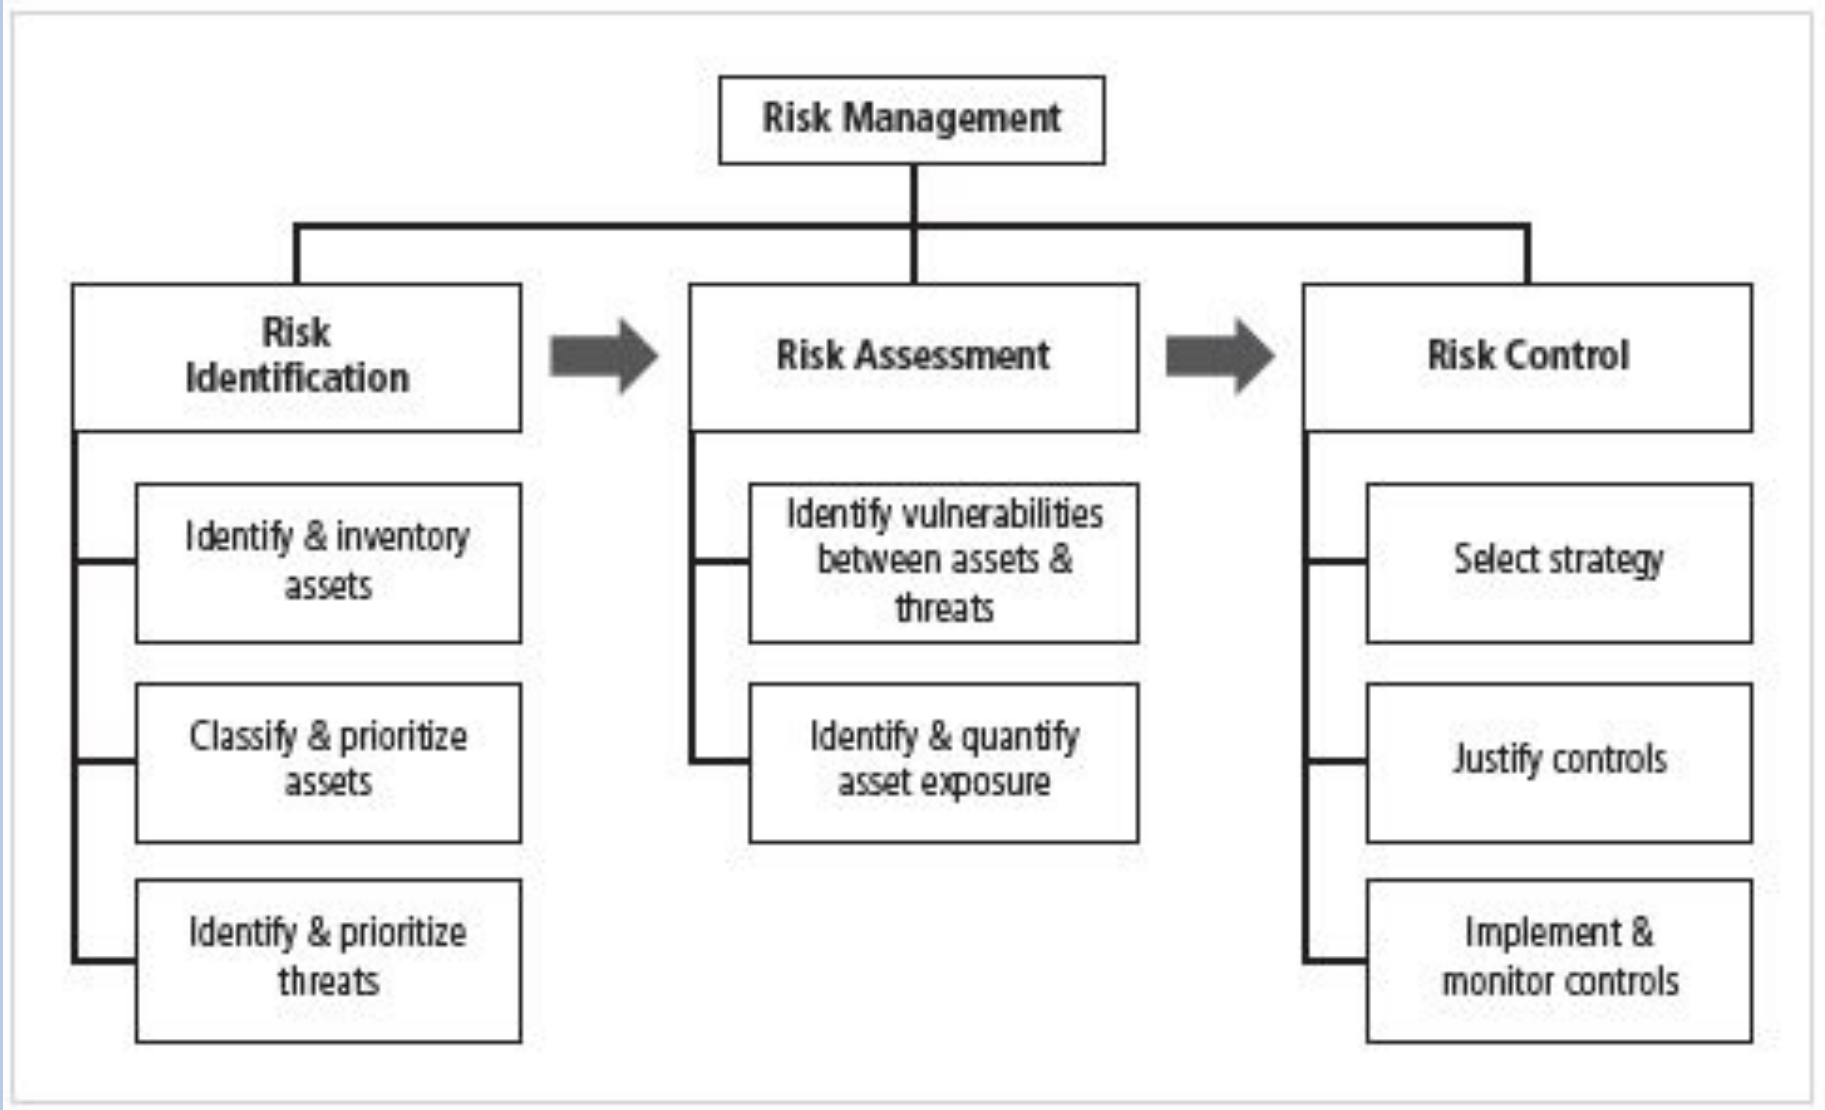 Risk Management
Risk
Identification
Risk Assessment
Risk Control
Identify & inventory
assets
Classify & prioritize
assets
Identify & prioritize
threats
Identify vulnerabilities
between assets &
threats
Identify & quantify
asset exposure
Select strategy
Justify controls
Implement &
monitor controls